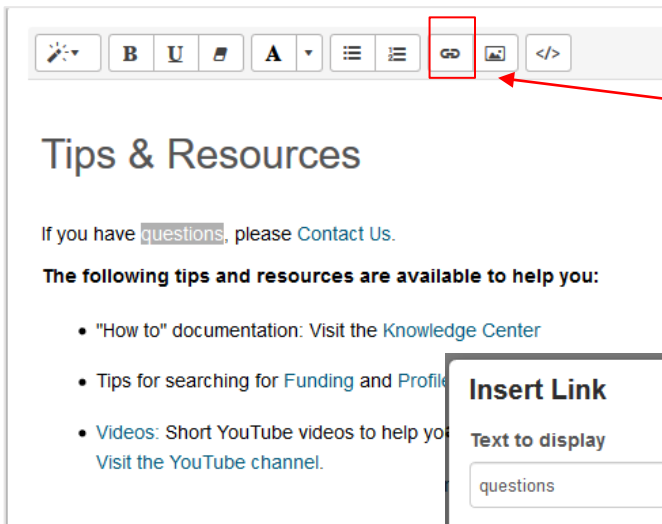 B U A </>
Tips & Resources
If you have questions, please Contact Us.
The following tips and resources are available to help you:
• "How to" documentation: Visit the Knowledge Center
• Tips for searching for Funding and Profile
• Videos: Short YouTube videos to help yo
Visit the YouTube channel.
Insert Link
Text to display
questions